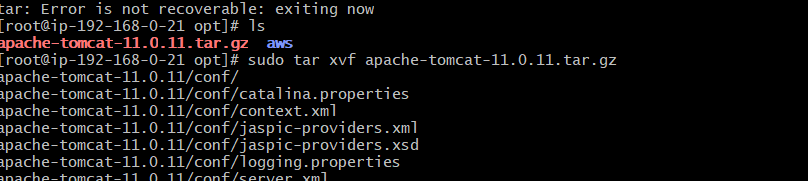 tar: Error is not recoverable: exiting now
[root@ip-192-168-0-21 opt]# ls
apache-tomcat-11.0.11.tar.gz  aws
[root@ip-192-168-0-21 opt]# sudo tar xvf apache-tomcat-11.0.11.tar.gz
apache-tomcat-11.0.11/conf/
apache-tomcat-11.0.11/conf/catalina.properties
apache-tomcat-11.0.11/conf/context.xml
apache-tomcat-11.0.11/conf/jaspic-providers.xml
apache-tomcat-11.0.11/conf/jaspic-providers.xsd
apache-tomcat-11.0.11/conf/logging.properties
apache-tomcat-11.0.11/conf/server.xml